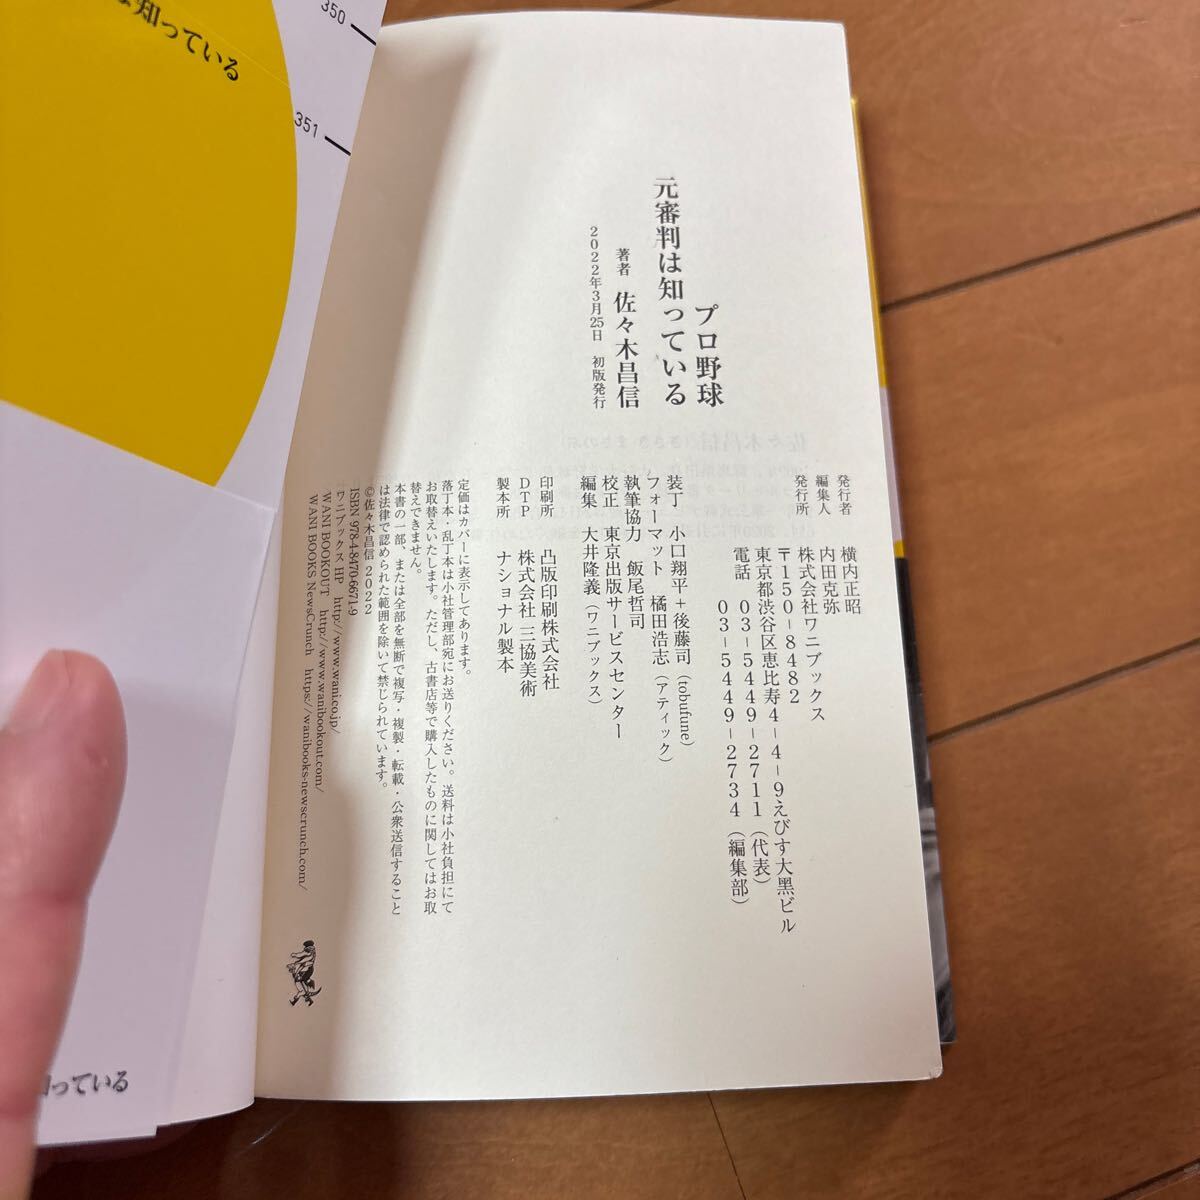 プロ野球
元審判は知っている
著者 佐々木昌信
2022年3月25日 初版発行
発行者 横内正昭
編集人 内田克弥
発行所 株式会社ワニブックス
〒150-8482
東京都渋谷区恵比寿4-4-9えびす大黑ビル
電話 03-5449-2711(代表)
03-5449-2734(編集部)
装丁 小口翔平+後藤司(tobufune)
フォーマット 橘田浩志(アティック)
執筆協力 飯尾哲司
校正 東京出版サービスセンター
編集 大井隆義(ワニブックス)
印刷所 凸版印刷株式会社
DTP 株式会社 三協美術
製本所 ナショナル製本
定価はカバーに表示してあります。
落丁本・乱丁本は小社管理部宛にお送りください。送料は小社負担にて
お取替えいたします。ただし、古書店等で購入したものに関してはお取
替えできません。
本書の一部、または全部を無断で複写・複製・転載・公衆送信すること
は法律で認められた範囲を除いて禁じられています。
©佐々木昌信 2022
ISBN 978-4-8470-6671-9
ワニブックス HP http://www.wani.co.jp/
WANI BOOKOUT http://www.wanibookout.com/
WANI BOOKS NewsCrunch https://wanibooks-newscrunch.com/
は知っている
350
351
知っている